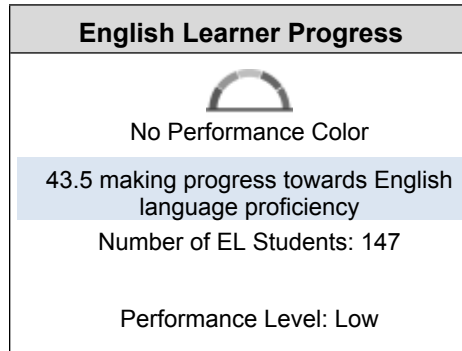 English Learner Progress
No Performance Color
43.5 making progress towards English
language proficiency
Number of EL Students: 147
Performance Level: Low